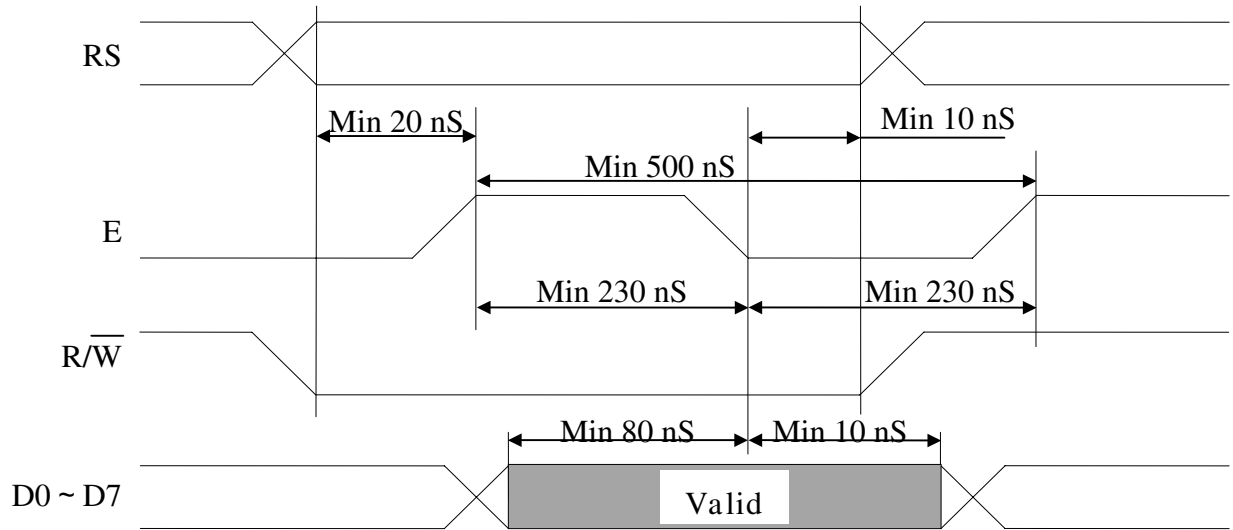 RS
Min 20 nS
Min 10 nS
Min 500 nS
E
Min 230 nS
Min 230 nS
R/W̅
Min 80 nS
Min 10 nS
D0 ~ D7
Valid